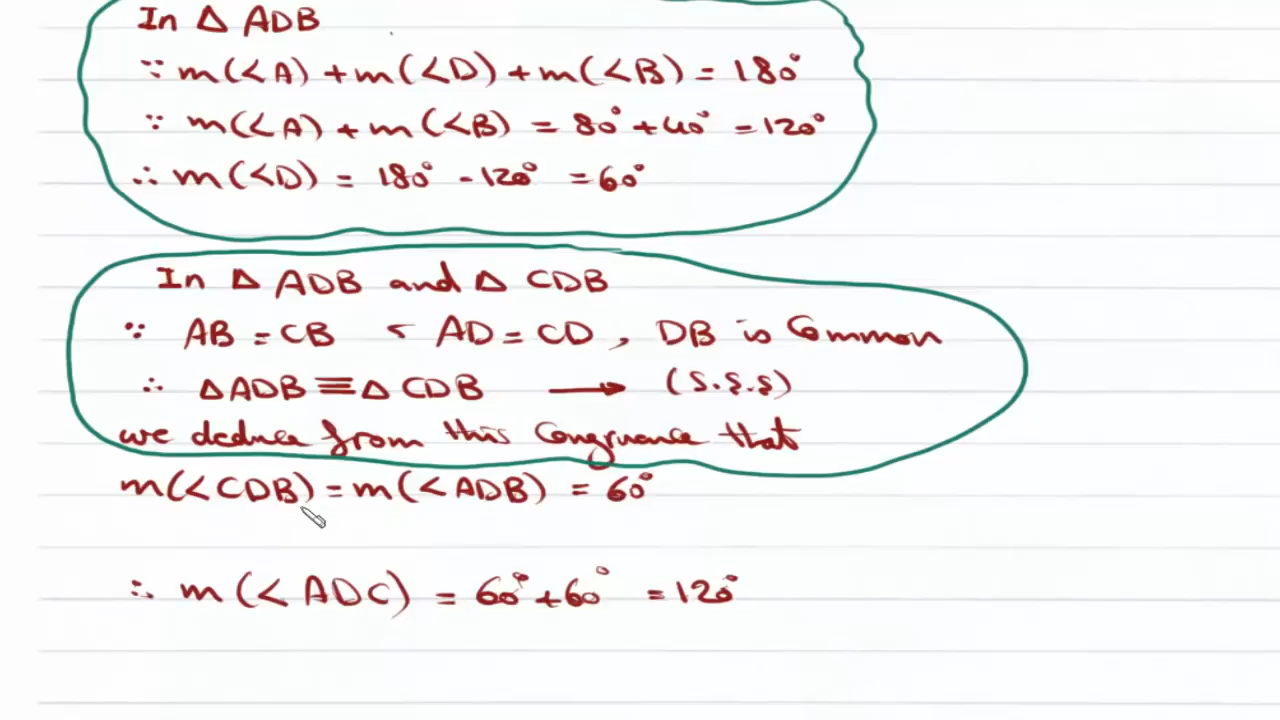 In Δ ADB
∵ m(<A) + m(<D) + m(<B) = 180°
∵ m(<A) + m(<B) = 80° + 40° = 120°
∴ m(<D) = 180° - 120° = 60°
In Δ ADB and Δ CDB
∵ AB = CB , AD = CD , DB is Common
∴ ΔADB ≡ Δ CDB → (S.S.S)
we deduce from this Congruence that
m(<CDB) = m(<ADB) = 60°
∴ m(<ADC) = 60° + 60° = 120°